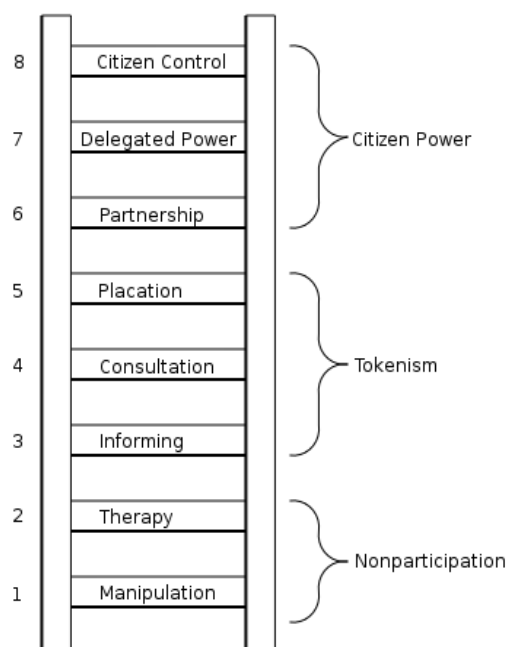 8 Citizen Control
7 Delegated Power Citizen Power
6 Partnership
5 Placation
4 Consultation Tokenism
3 Informing
2 Therapy
Nonparticipation
1 Manipulation